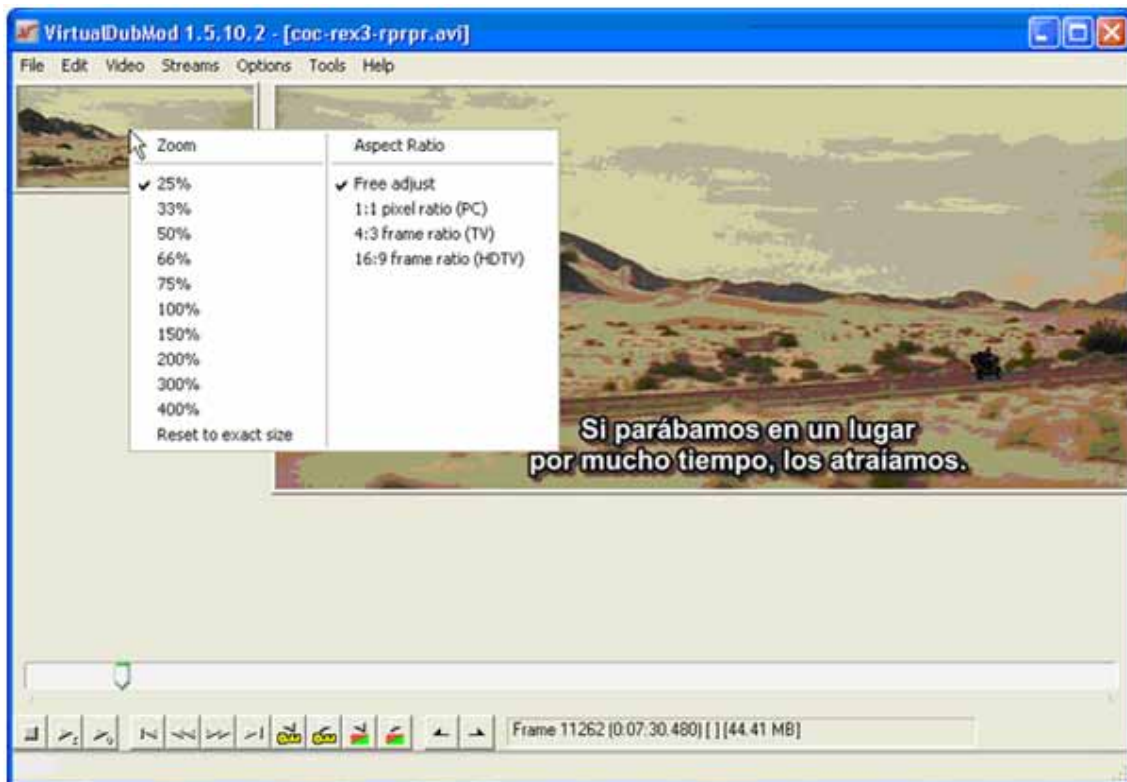 VirtualDubMod 1.5.10.2 - [coc-rex3-rprpr.avi]
File Edit Video Streams Options Tools Help
Zoom
25%
33%
50%
66%
75%
100%
150%
200%
300%
400%
Reset to exact size
Aspect Ratio
Free adjust
1:1 pixel ratio (PC)
4:3 frame ratio (TV)
16:9 frame ratio (HDTV)
Si parábamos en un lugar
por mucho tiempo, los atraíamos.
Frame 11262 (0:07:30.480) [ ] [44.41 MB]